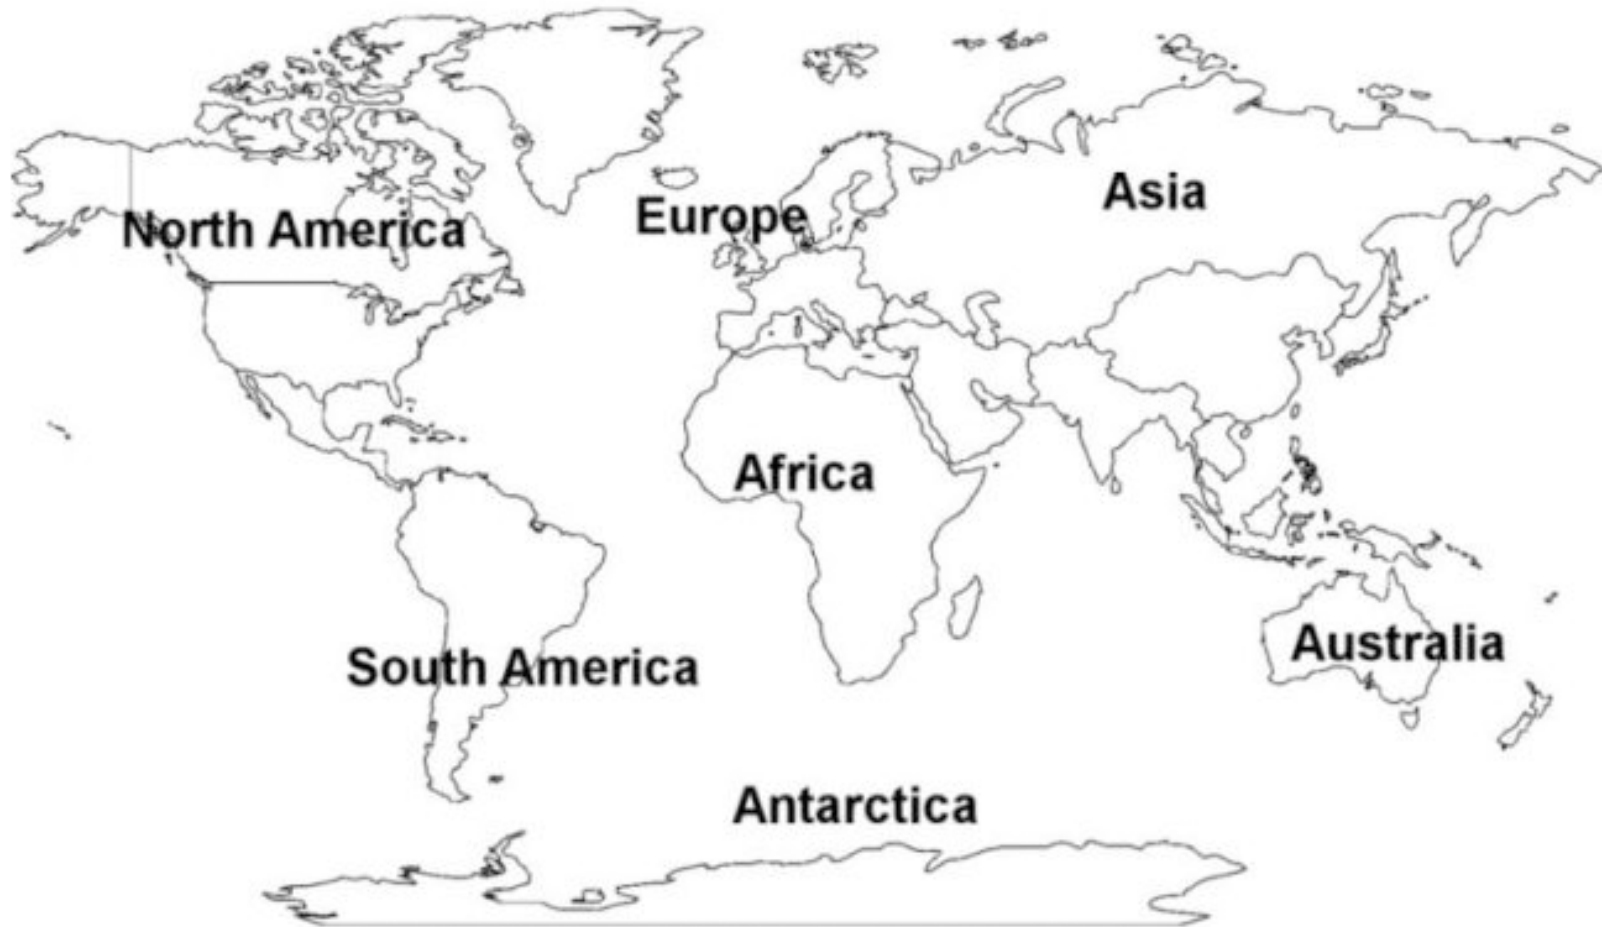 Asia
Europe
North America
Africa
Australia
South America
Antarctica